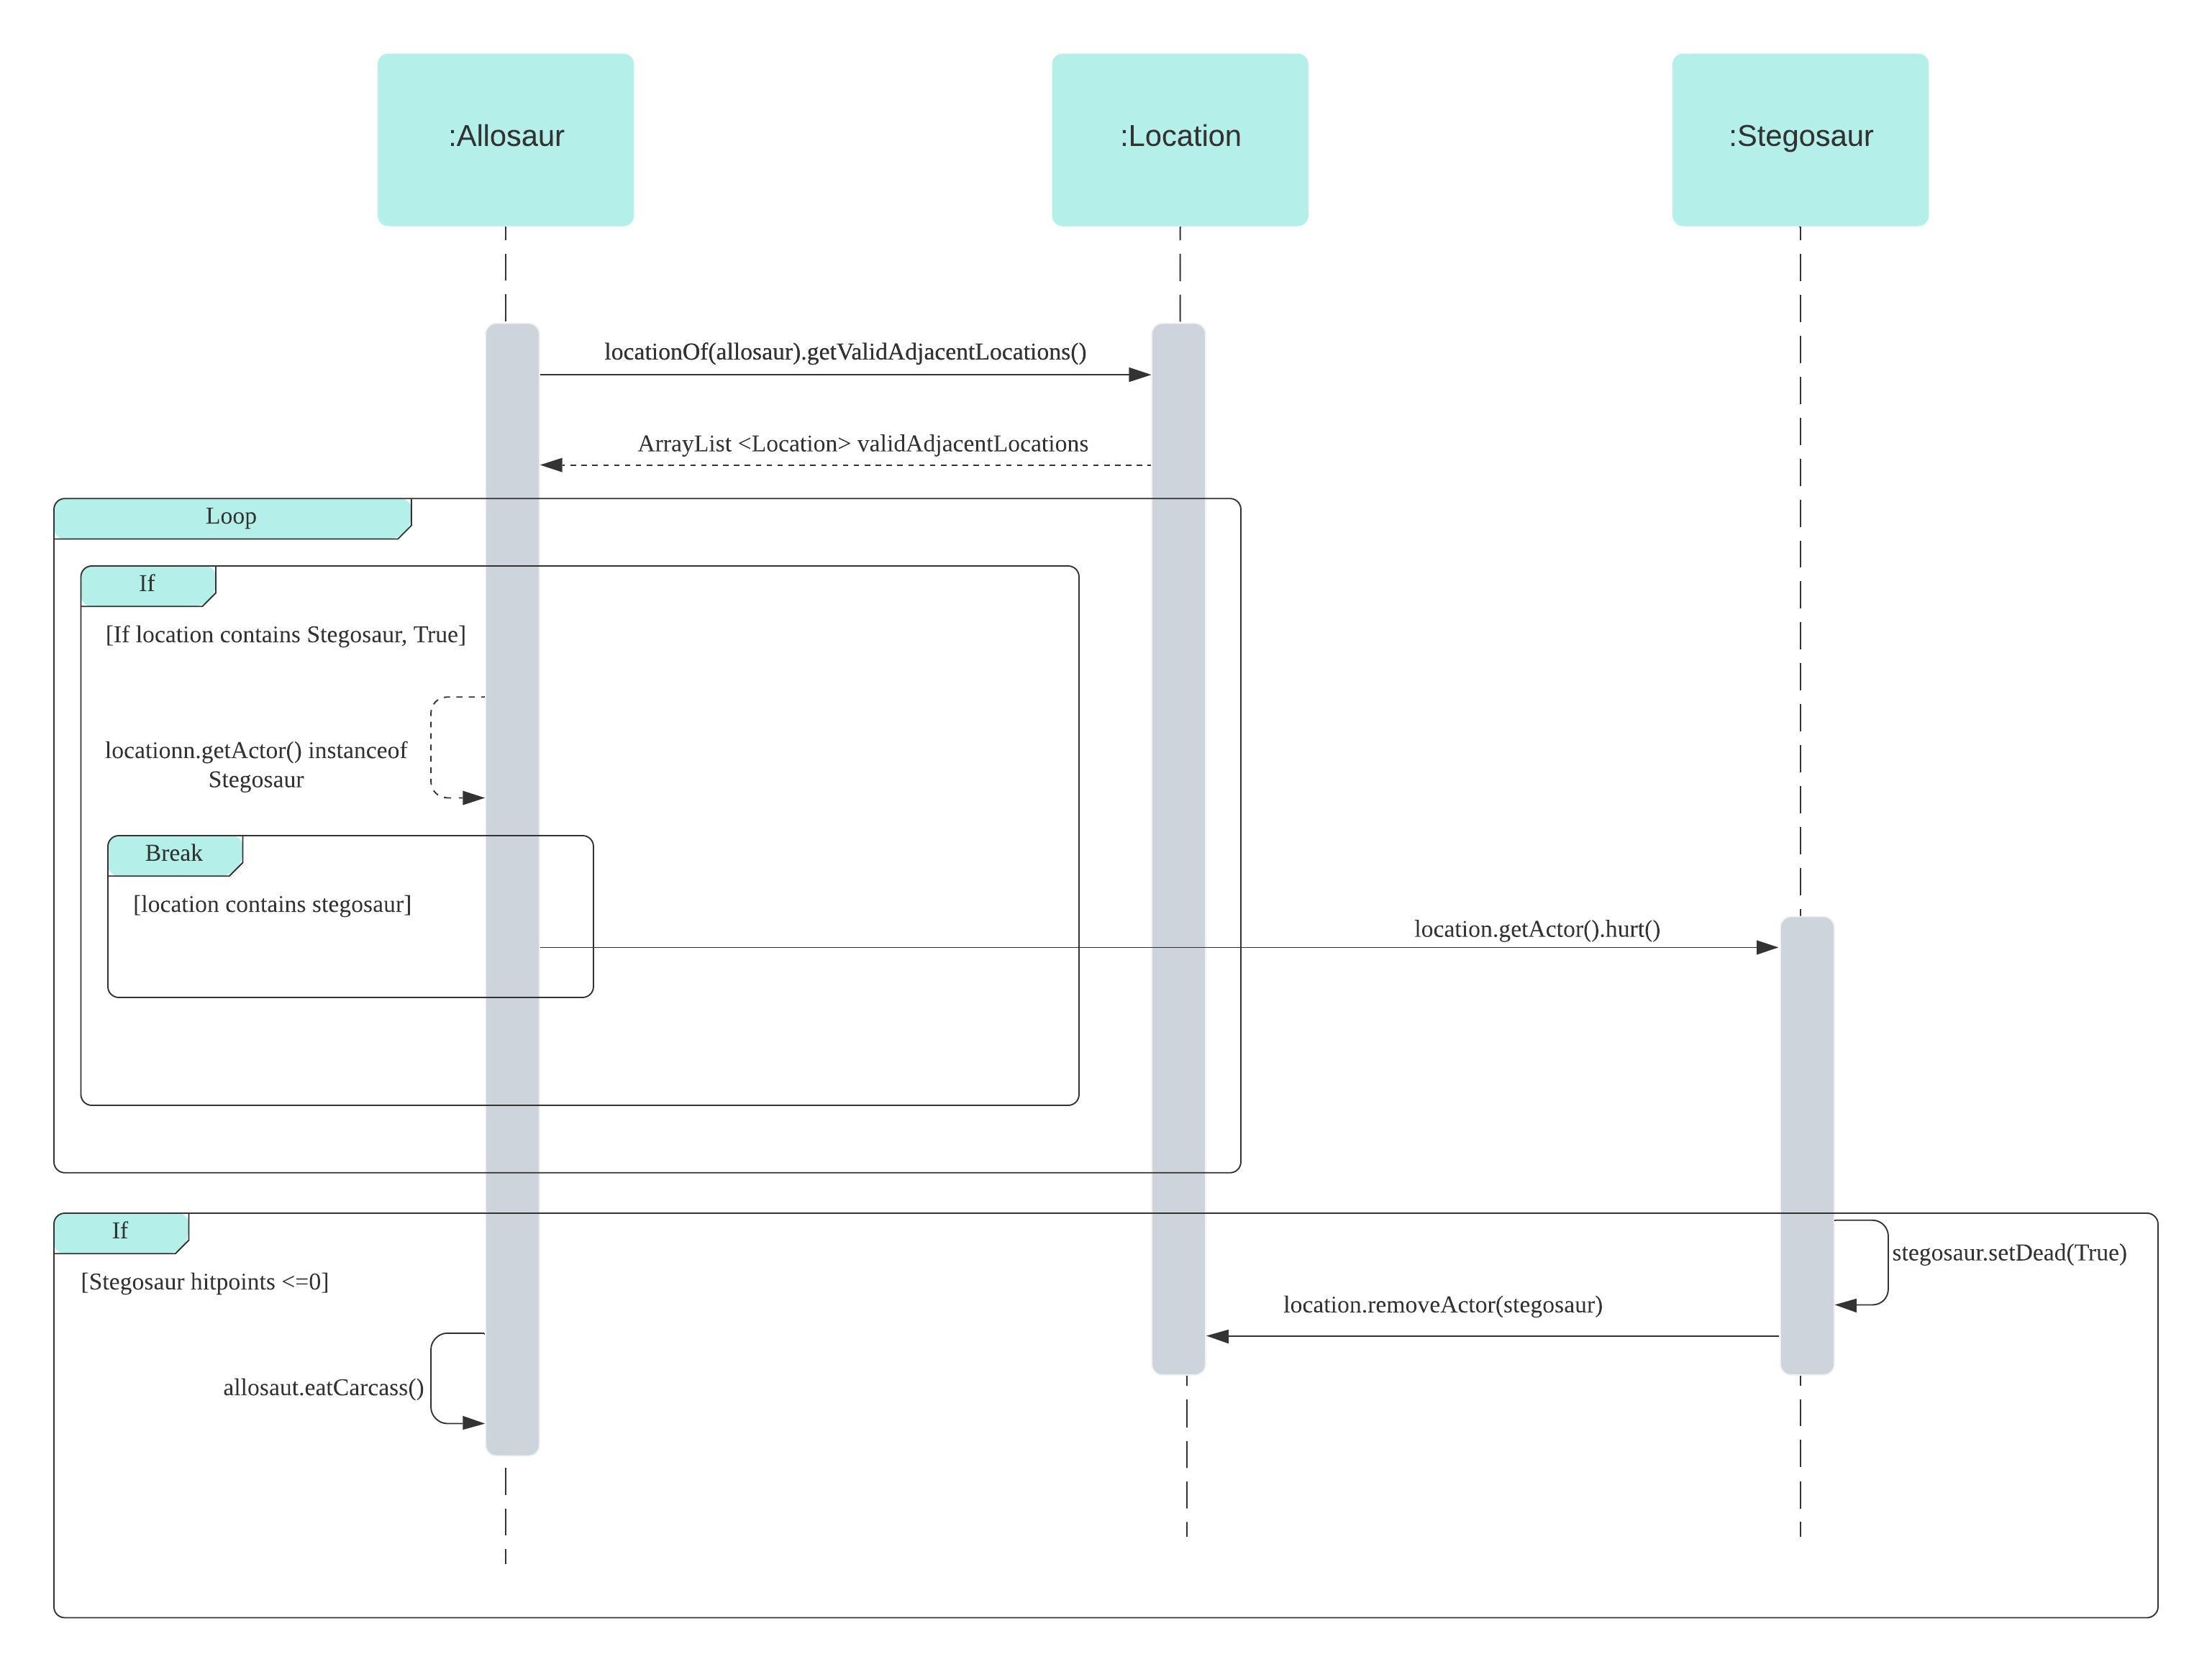 :Allosaur
:Location
:Stegosaur
locationOf(allosaur).getValidAdjacentLocations()
ArrayList <Location> validAdjacentLocations
Loop
If
[If location contains Stegosaur, True]
locationn.getActor() instanceof
Stegosaur
Break
[location contains stegosaur]
location.getActor().hurt()
If
[Stegosaur hitpoints <=0]
stegosaur.setDead(True)
location.removeActor(stegosaur)
allosaut.eatCarcass()